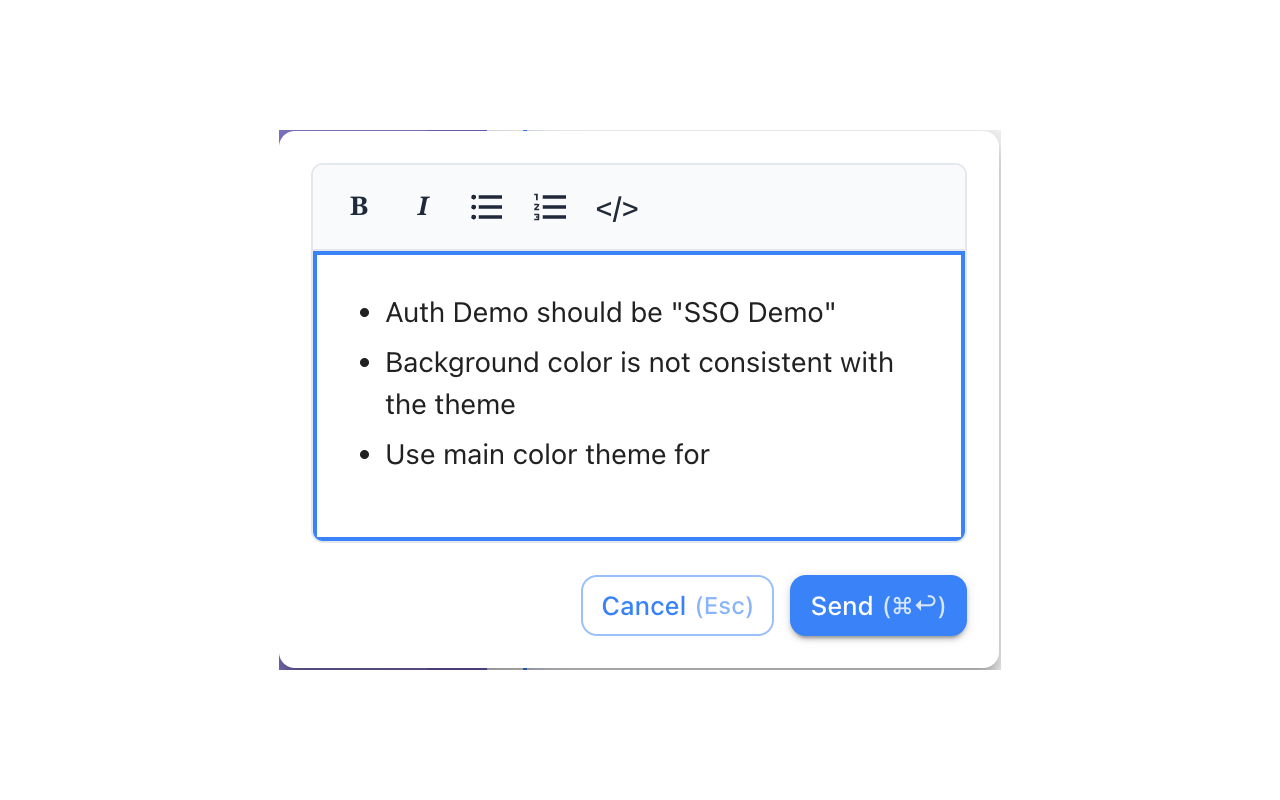 B I </>
Auth Demo should be "SSO Demo"
Background color is not consistent with
the theme
Use main color theme for
Cancel (Esc) Send (⌘↩)